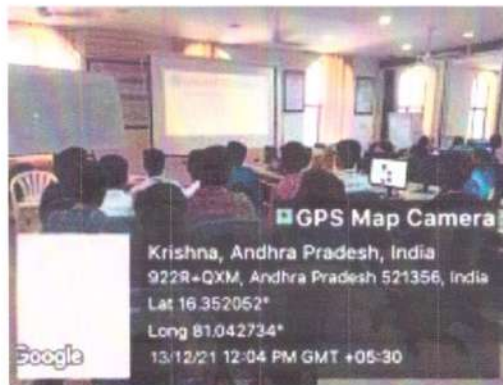 GPS Map Camera
Krishna, Andhra Pradesh, India
922R+QXM, Andhra Pradesh 521356, India
Lat 16.352052°
Long 81.042734°
Google
13/12/21 12:04 PM GMT +05:30